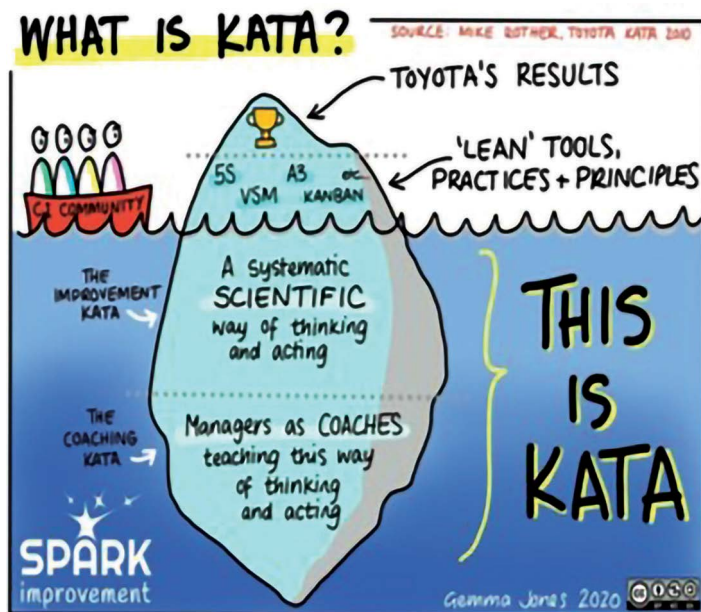 WHAT IS KATA?
SOURCE: MIKE ROTHER, TOYOTA KATA 2010
TOYOTA'S RESULTS
'LEAN' TOOLS,
PRACTICES + PRINCIPLES
5S A3 etc
VSM KANBAN
CI COMMUNITY
THE
IMPROVEMENT
KATA
A systematic
SCIENTIFIC
way of thinking
and acting
THE
COACHING
KATA
Managers as COACHES
teaching this way
of thinking
and acting
THIS
IS
KATA
SPARK
improvement
Gemma Jones 2020